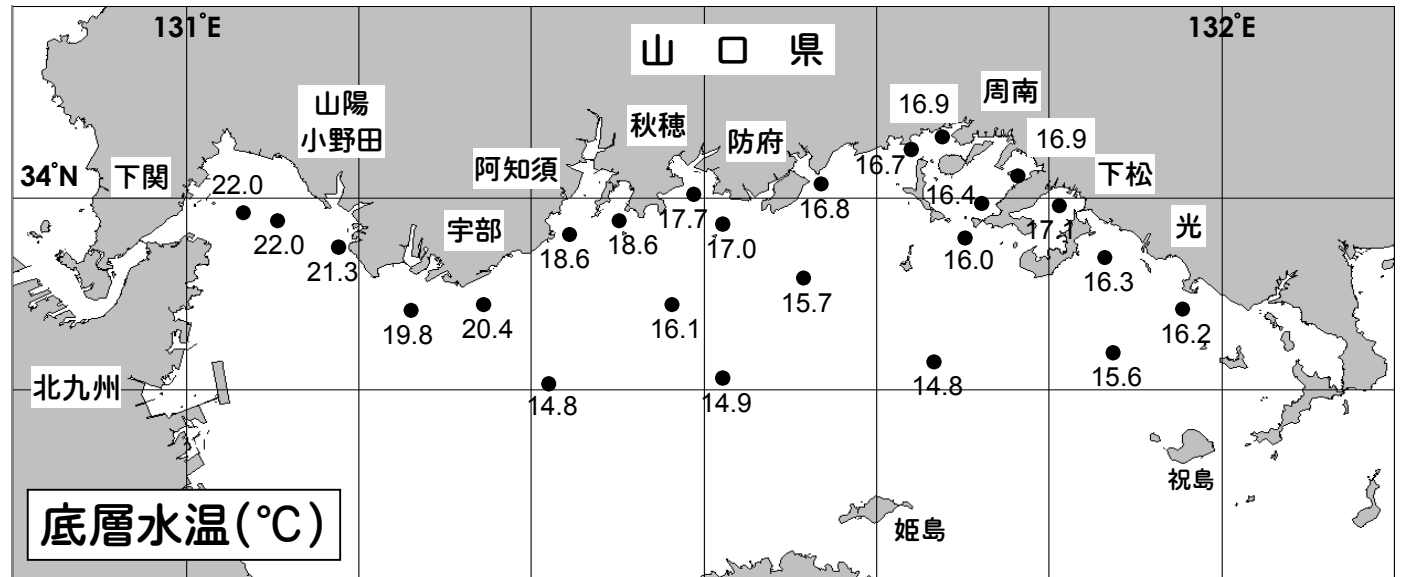 131°E
132°E
山 口 県
山陽
小野田
秋穂
防府
16.9
周南
34°N
下関
22.0
阿知須
16.7
16.9
下松
宇部
22.0
21.3
18.6
18.6
17.7
17.0
16.8
16.4
16.0
17.1
光
16.3
19.8
20.4
16.1
15.7
16.2
北九州
14.8
14.9
14.8
15.6
祝島
姫島
底層水温(℃)